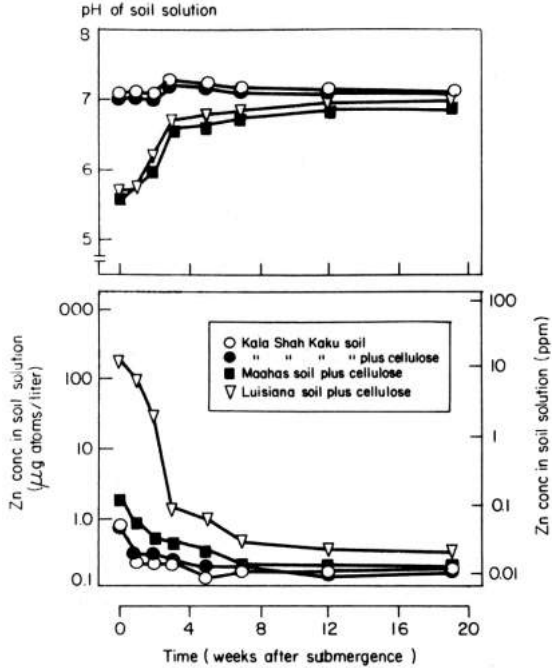 pH of soil solution
8
7
6
5
Zn conc in soil solution
(μg atoms/liter)
000
100
10
1.0
0.1
Kala Shah Kaku soil
" " " " plus cellulose
Maahas soil plus cellulose
Luisiana soil plus cellulose
100
10
1
0.1
0.01
Zn conc in soil solution (ppm)
0 4 8 12 16 20
Time (weeks after submergence)